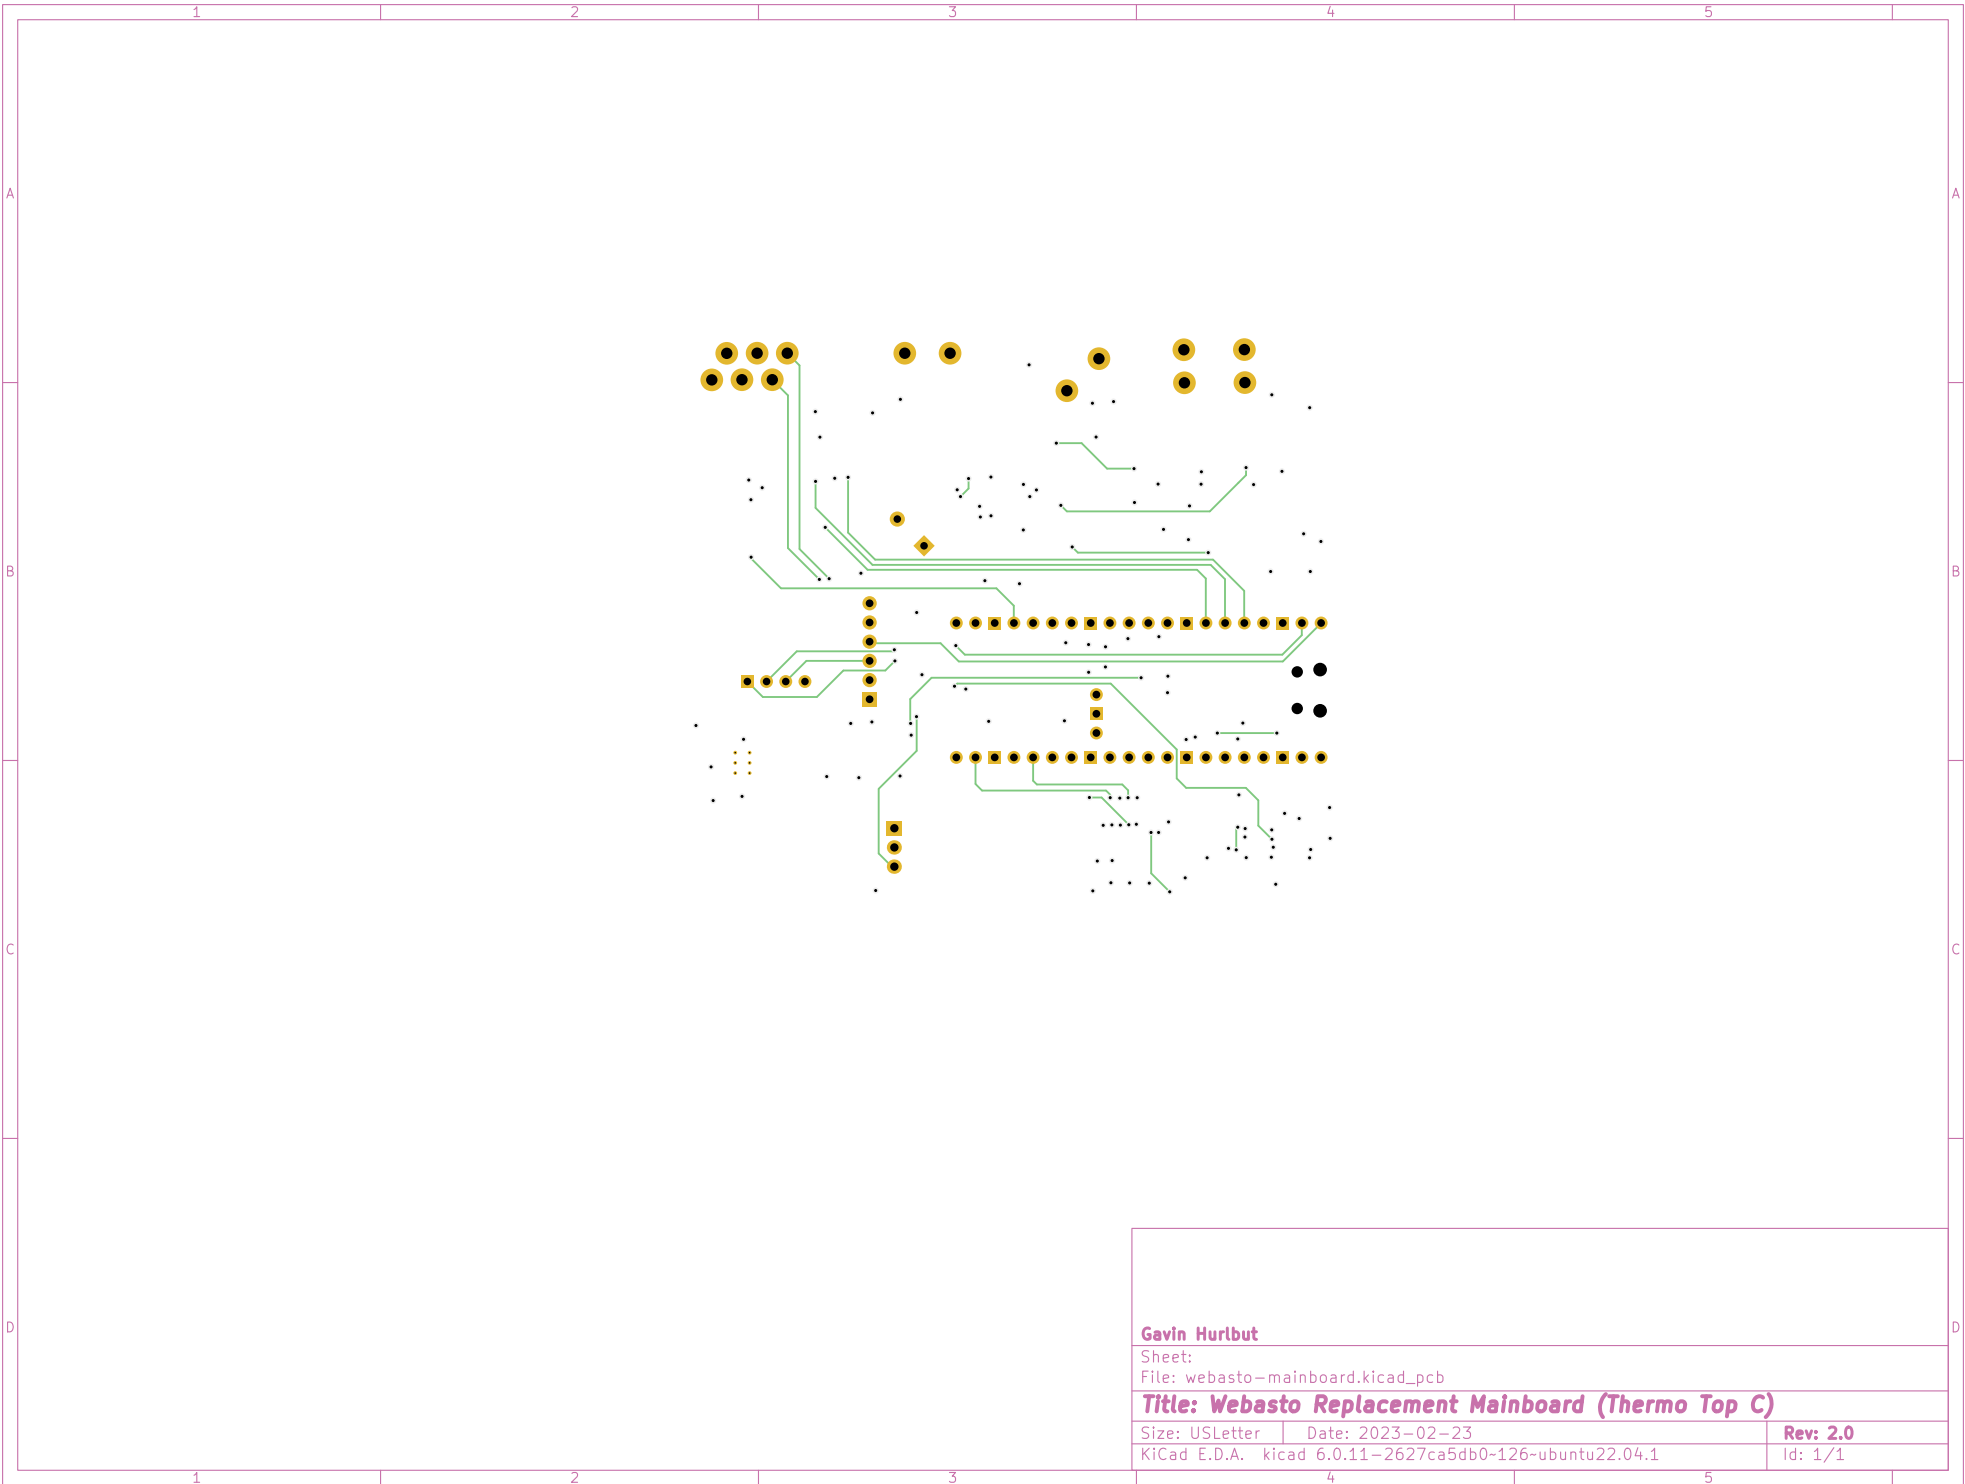 1 2 3 4 5
A A
B B
C C
D D
Gavin Hurlbut
Sheet:
File: webasto-mainboard.kicad_pcb
Title: Webasto Replacement Mainboard (Thermo Top C)
Size: USLetter Date: 2023-02-23 Rev: 2.0
KiCad E.D.A. kicad 6.0.11-2627ca5db0~126~ubuntu22.04.1 Id: 1/1
1 2 3 4 5